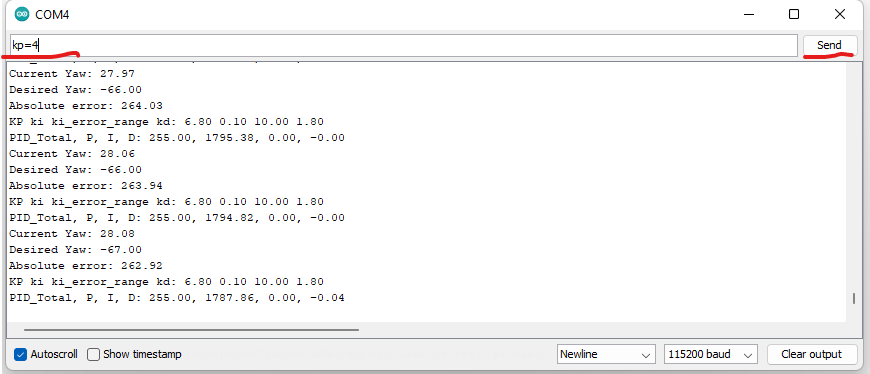 COM4
kp=4
Send
Current Yaw: 27.97
Desired Yaw: -66.00
Absolute error: 264.03
KP ki ki_error_range kd: 6.80 0.10 10.00 1.80
PID_Total, P, I, D: 255.00, 1795.38, 0.00, -0.00
Current Yaw: 28.06
Desired Yaw: -66.00
Absolute error: 263.94
KP ki ki_error_range kd: 6.80 0.10 10.00 1.80
PID_Total, P, I, D: 255.00, 1794.82, 0.00, -0.00
Current Yaw: 28.08
Desired Yaw: -67.00
Absolute error: 262.92
KP ki ki_error_range kd: 6.80 0.10 10.00 1.80
PID_Total, P, I, D: 255.00, 1787.86, 0.00, -0.04
Autoscroll Show timestamp Newline 115200 baud Clear output